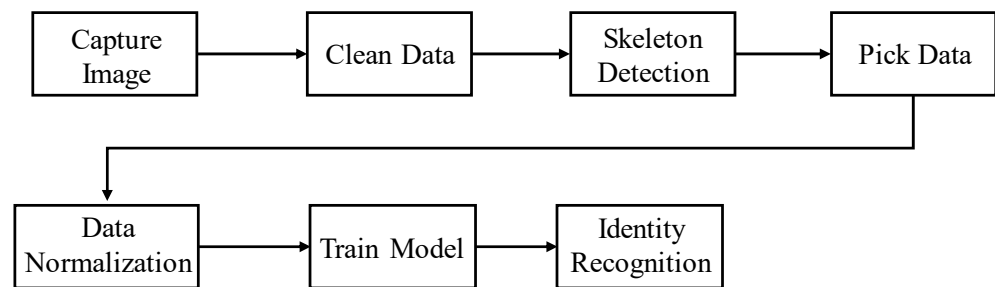 Capture
Image
Clean Data
Skeleton
Detection
Pick Data
Data
Normalization
Train Model
Identity
Recognition